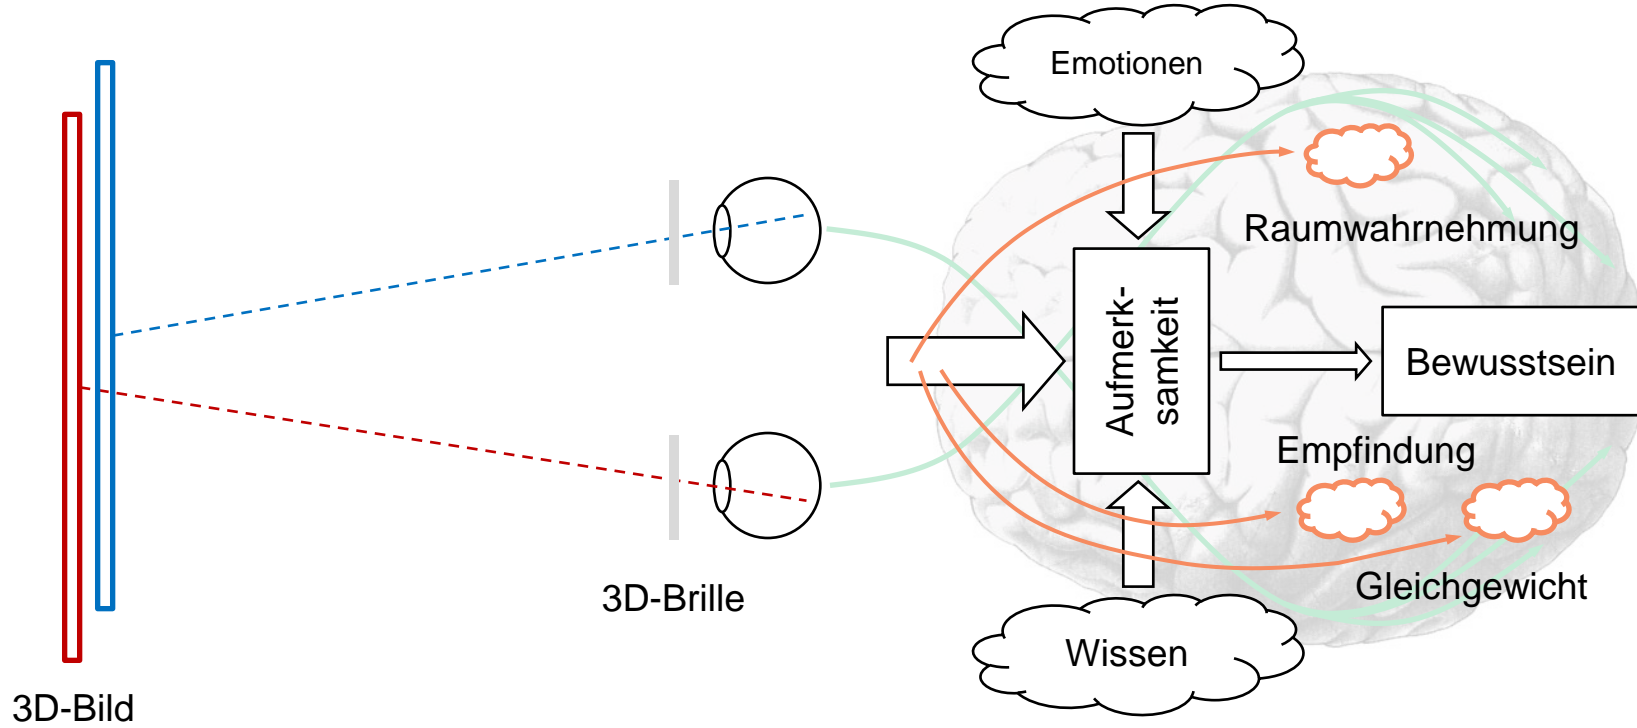 Emotionen
Raumwahrnehmung
Aufmerk-
samkeit
Bewusstsein
Empfindung
Gleichgewicht
3D-Brille
Wissen
3D-Bild